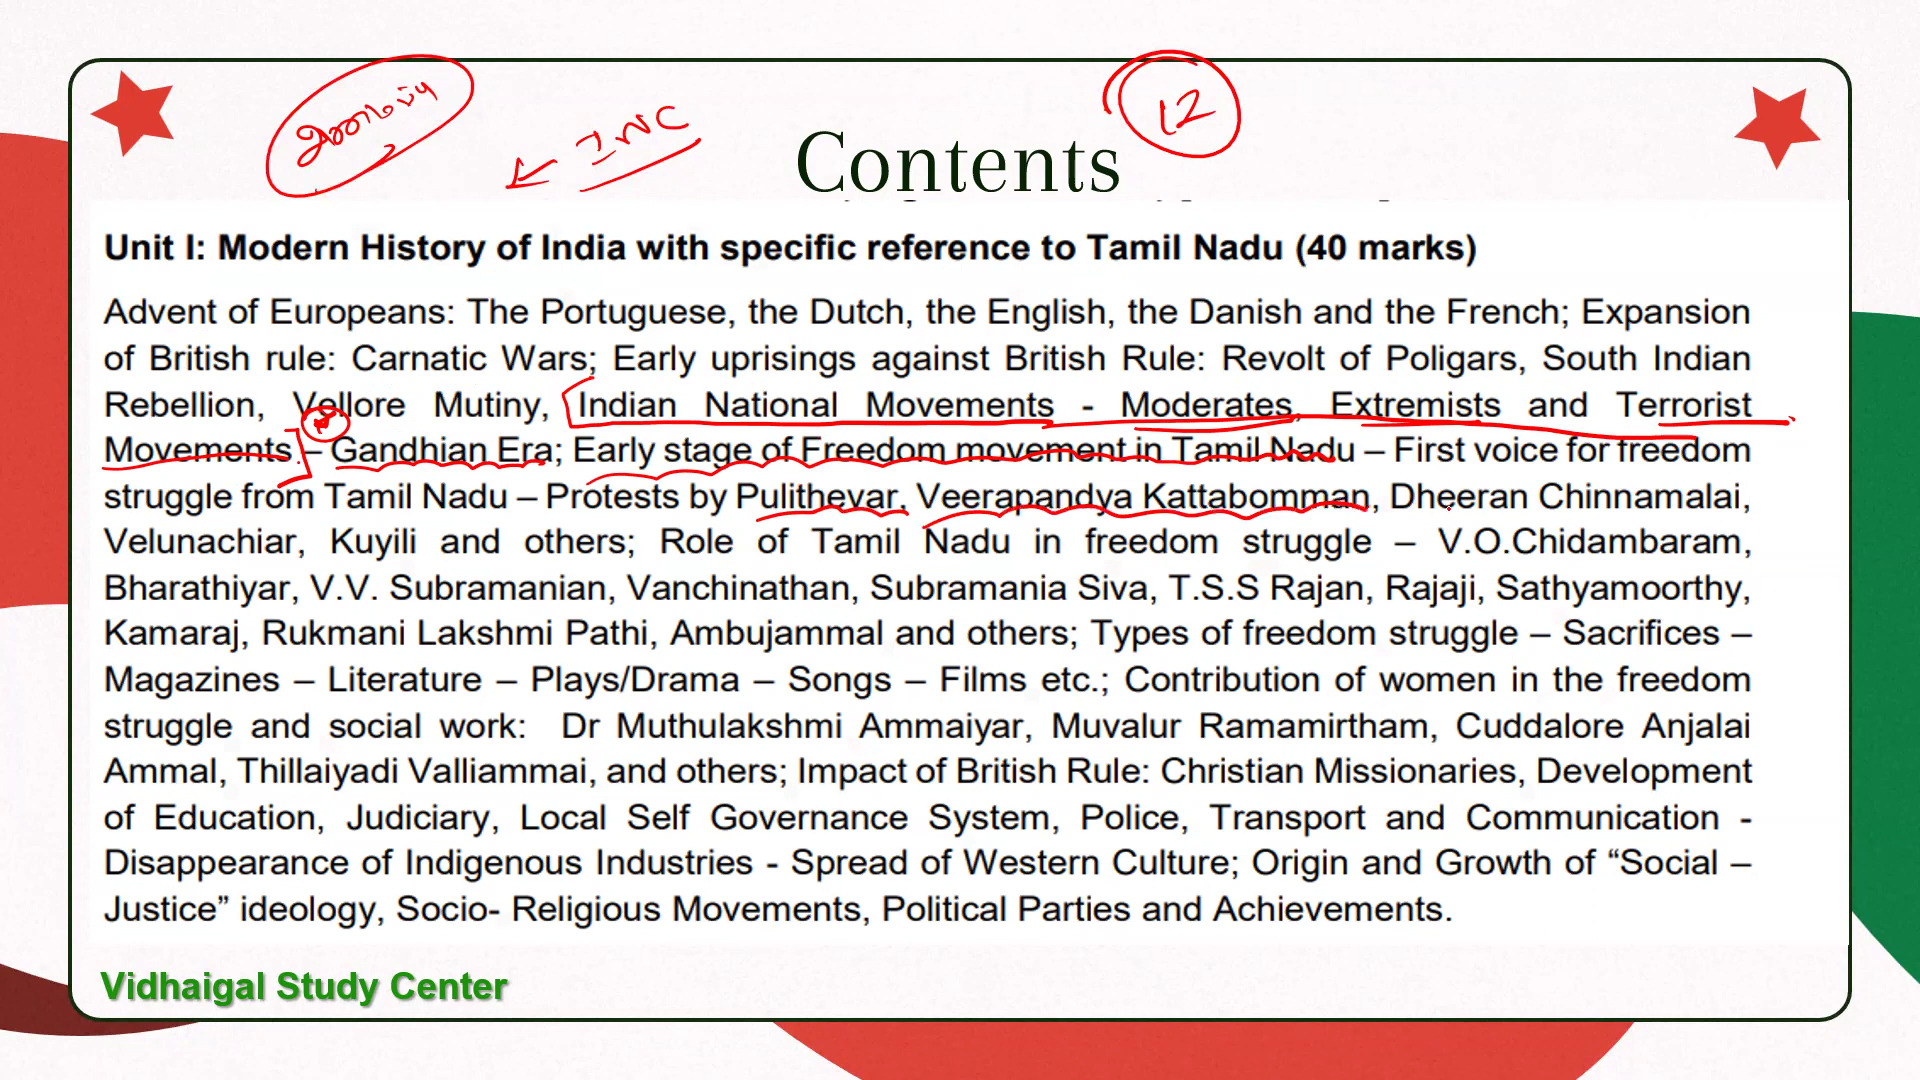 INC
12
Contents
Unit I: Modern History of India with specific reference to Tamil Nadu (40 marks)
Advent of Europeans: The Portuguese, the Dutch, the English, the Danish and the French; Expansion
of British rule: Carnatic Wars; Early uprisings against British Rule: Revolt of Poligars, South Indian
Rebellion, Vellore Mutiny, Indian National Movements - Moderates, Extremists and Terrorist
Movements – Gandhian Era; Early stage of Freedom movement in Tamil Nadu – First voice for freedom
struggle from Tamil Nadu – Protests by Pulithevar, Veerapandya Kattabomman, Dheeran Chinnamalai,
Velunachiar, Kuyili and others; Role of Tamil Nadu in freedom struggle – V.O.Chidambaram,
Bharathiyar, V.V. Subramanian, Vanchinathan, Subramania Siva, T.S.S Rajan, Rajaji, Sathyamoorthy,
Kamaraj, Rukmani Lakshmi Pathi, Ambujammal and others; Types of freedom struggle – Sacrifices –
Magazines – Literature – Plays/Drama – Songs – Films etc.; Contribution of women in the freedom
struggle and social work: Dr Muthulakshmi Ammaiyar, Muvalur Ramamirtham, Cuddalore Anjalai
Ammal, Thillaiyadi Valliammai, and others; Impact of British Rule: Christian Missionaries, Development
of Education, Judiciary, Local Self Governance System, Police, Transport and Communication -
Disappearance of Indigenous Industries - Spread of Western Culture; Origin and Growth of “Social –
Justice” ideology, Socio- Religious Movements, Political Parties and Achievements.
Vidhaigal Study Center